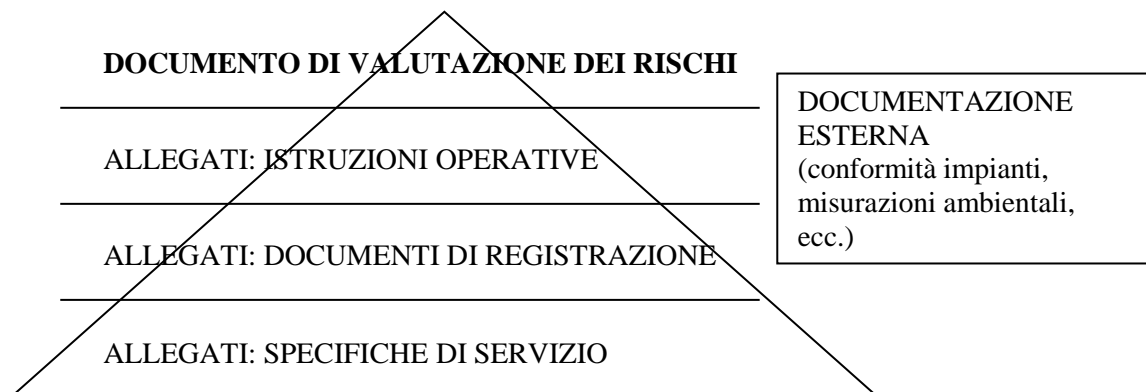 DOCUMENTO DI VALUTAZIONE DEI RISCHI
ALLEGATI: ISTRUZIONI OPERATIVE
ALLEGATI: DOCUMENTI DI REGISTRAZIONE
ALLEGATI: SPECIFICHE DI SERVIZIO
DOCUMENTAZIONE
ESTERNA
(conformità impianti,
misurazioni ambientali,
ecc.)